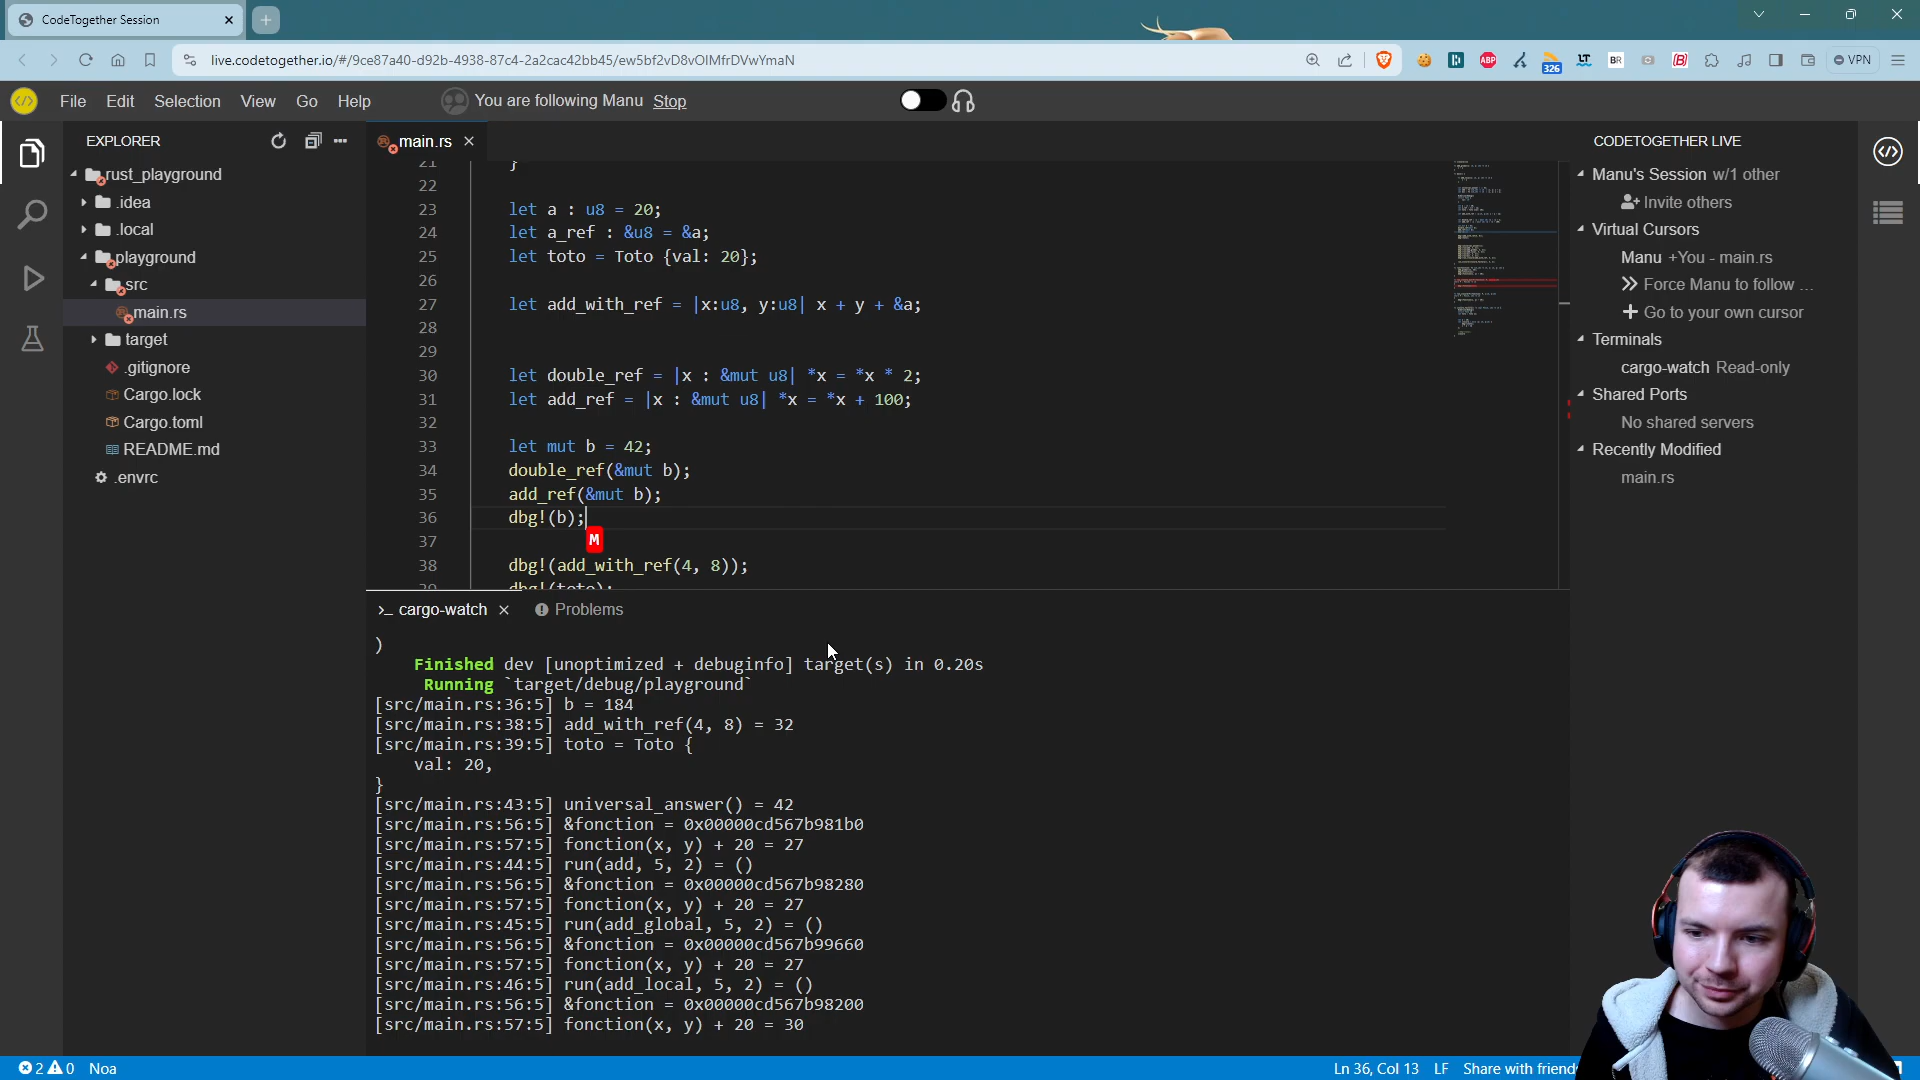 CodeTogether Session
live.codetogether.io/#/9ce87a40-d92b-4938-87c4-2a2cac42bb45/ew5bf2vD8vOIMfrDVwYmaN
ABP
326
LT
BR
VPN
File Edit Selection View Go Help
You are following Manu Stop
EXPLORER
rust_playground
.idea
.local
playground
src
main.rs
target
.gitignore
Cargo.lock
Cargo.toml
README.md
.envrc
main.rs
21 }
22
23 let a : u8 = 20;
24 let a_ref : &u8 = &a;
25 let toto = Toto {val: 20};
26
27 let add_with_ref = |x:u8, y:u8| x + y + &a;
28
29
30 let double_ref = |x : &mut u8| *x = *x * 2;
31 let add_ref = |x : &mut u8| *x = *x + 100;
32
33 let mut b = 42;
34 double_ref(&mut b);
35 add_ref(&mut b);
36 dbg!(b);
37 M
38 dbg!(add_with_ref(4, 8));
39 dbg!(toto);
>_ cargo-watch Problems
)
Finished dev [unoptimized + debuginfo] target(s) in 0.20s
Running `target/debug/playground`
[src/main.rs:36:5] b = 184
[src/main.rs:38:5] add_with_ref(4, 8) = 32
[src/main.rs:39:5] toto = Toto {
val: 20,
}
[src/main.rs:43:5] universal_answer() = 42
[src/main.rs:56:5] &fonction = 0x00000cd567b981b0
[src/main.rs:57:5] fonction(x, y) + 20 = 27
[src/main.rs:44:5] run(add, 5, 2) = ()
[src/main.rs:56:5] &fonction = 0x00000cd567b98280
[src/main.rs:57:5] fonction(x, y) + 20 = 27
[src/main.rs:45:5] run(add_global, 5, 2) = ()
[src/main.rs:56:5] &fonction = 0x00000cd567b99660
[src/main.rs:57:5] fonction(x, y) + 20 = 27
[src/main.rs:46:5] run(add_local, 5, 2) = ()
[src/main.rs:56:5] &fonction = 0x00000cd567b98200
[src/main.rs:57:5] fonction(x, y) + 20 = 30
CODETOGETHER LIVE
Manu's Session w/1 other
Invite others
Virtual Cursors
Manu +You - main.rs
Force Manu to follow ...
Go to your own cursor
Terminals
cargo-watch Read-only
Shared Ports
No shared servers
Recently Modified
main.rs
2 0 Noa
Ln 36, Col 13 LF Share with friends